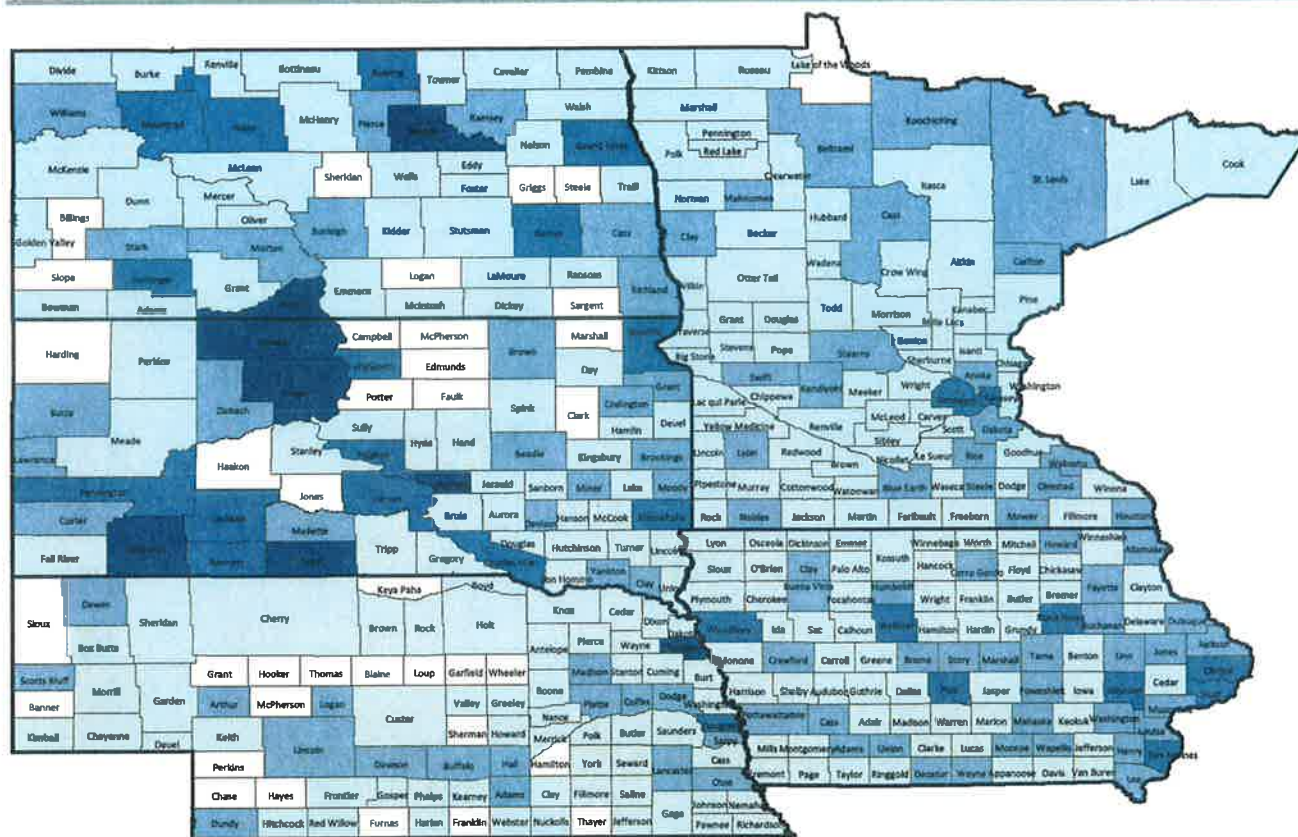 Divide Burke Renville Bottineau Towner Cavalier Pembina Kittson Roseau Lake of the Woods
Williams Mountrail Ward McHenry Pierce Benson Ramsey Walsh Marshall Koochiching
Pennington
Nelson Grand Forks Polk Red Lake Beltrami Cook
McKenzie McLean Sheridan Wells Eddy Clearwater Itasca St. Louis Lake
Foster Griggs Steele Traill Norman Mahnomen
Dunn Mercer Hubbard Cass
Billings Oliver
Golden Valley Stark Morton Burleigh Kidder Stutsman Barnes Cass Clay Becker
Wadena Crow Wing Aitkin Carlton
Slope Grant Emmons Logan LaMoure Ransom Richland Otter Tail
Bowman Adams McIntosh Dickey Sargent Todd Morrison Kanabec Pine
Mille Lacs
Grant Douglas Benton
Harding Perkins Campbell McPherson Brown Marshall Stevens Pope Stearns Sherburne Isanti
Edmunds Day Big Stone Swift Anoka Washington
Butte Ziebach Potter Faulk Spink Clark Codington Grant Lac qui Parle Chippewa Kandiyohi Meeker Wright
Meade Sully Hamlin Deuel Yellow Medicine Renville McLeod Carver
Lawrence Stanley Hyde Hand Sibley Scott Dakota
Haakon Beadle Kingsbury Brookings Lincoln Lyon Redwood Brown Nicollet Le Sueur Rice Goodhue Wabasha
Pennington Jones Jerauld Sanborn Miner Lake Moody Pipestone Murray Cottonwood Watonwan Blue Earth Waseca Steele Dodge Olmsted Winona
Custer Mellette Brule Aurora Davison Hanson McCook Rock Nobles Jackson Martin Faribault Freeborn Mower Fillmore Houston
Fall River Tripp Gregory Douglas Hutchinson Turner Lincoln Lyon Osceola Dickinson Emmet Kossuth Winnebago Worth Mitchell Howard Winneshiek Allamakee
Yankton Clay Union Sioux O'Brien Clay Palo Alto Hancock Cerro Gordo Floyd Chickasaw
Sioux Dawes Keya Paha Boyd Knox Cedar Plymouth Cherokee Buena Vista Pocahontas Humboldt Wright Franklin Butler Bremer Fayette Clayton
Sheridan Cherry Brown Rock Holt Pierce Dixon Woodbury Ida Sac Calhoun Webster Hamilton Hardin Grundy Black Hawk Buchanan Delaware Dubuque
Box Butte Antelope Wayne
Scotts Bluff Grant Hooker Thomas Blaine Loup Garfield Wheeler Madison Stanton Cuming Burt Monona Crawford Carroll Greene Boone Story Marshall Tama Benton Linn Jones Jackson
Banner Morrill Garden Arthur McPherson Logan Custer Valley Greeley Boone Platte Colfax Dodge Washington Harrison Shelby Audubon Guthrie Dallas Polk Jasper Poweshiek Iowa Johnson Cedar Clinton
Nance
Kimball Cheyenne Deuel Keith Lincoln Sherman Howard Merrick Polk Butler Saunders Sarpy Pottawattamie Cass Adair Madison Warren Marion Mahaska Keokuk Washington
Perkins Dawson Buffalo Hall Hamilton York Seward Lancaster Cass Mills Montgomery Adams Union Clarke Lucas Monroe Wapello Jefferson Henry
Chase Hayes Frontier Gosper Phelps Kearney Adams Clay Fillmore Saline Otoe Fremont Page Taylor Ringgold Decatur Wayne Appanoose Davis Van Buren Lee
Gage Johnson Nemaha
Dundy Hitchcock Red Willow Furnas Harlan Franklin Webster Nuckolls Thayer Jefferson Pawnee Richardson